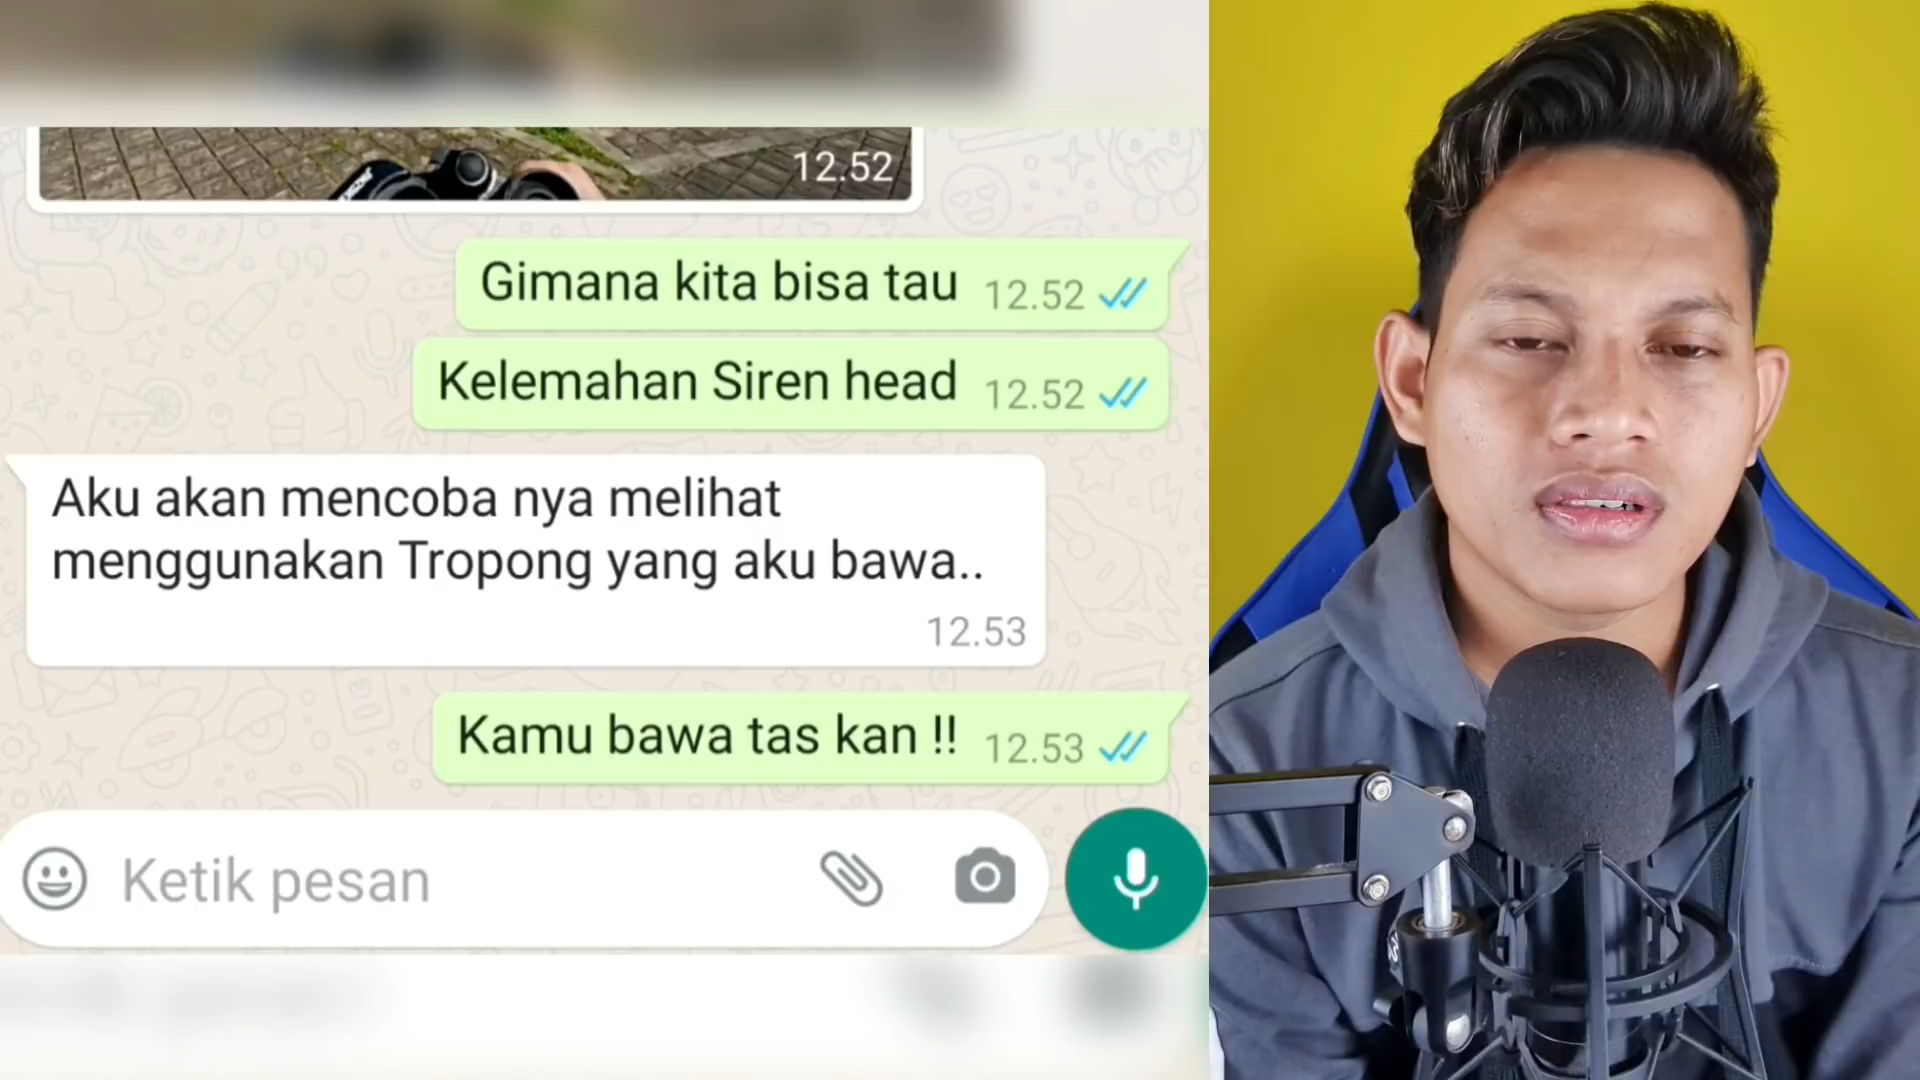 12.52
Gimana kita bisa tau 12.52
Kelemahan Siren head 12.52
Aku akan mencoba nya melihat
menggunakan Tropong yang aku bawa..
12.53
Kamu bawa tas kan !! 12.53
Ketik pesan